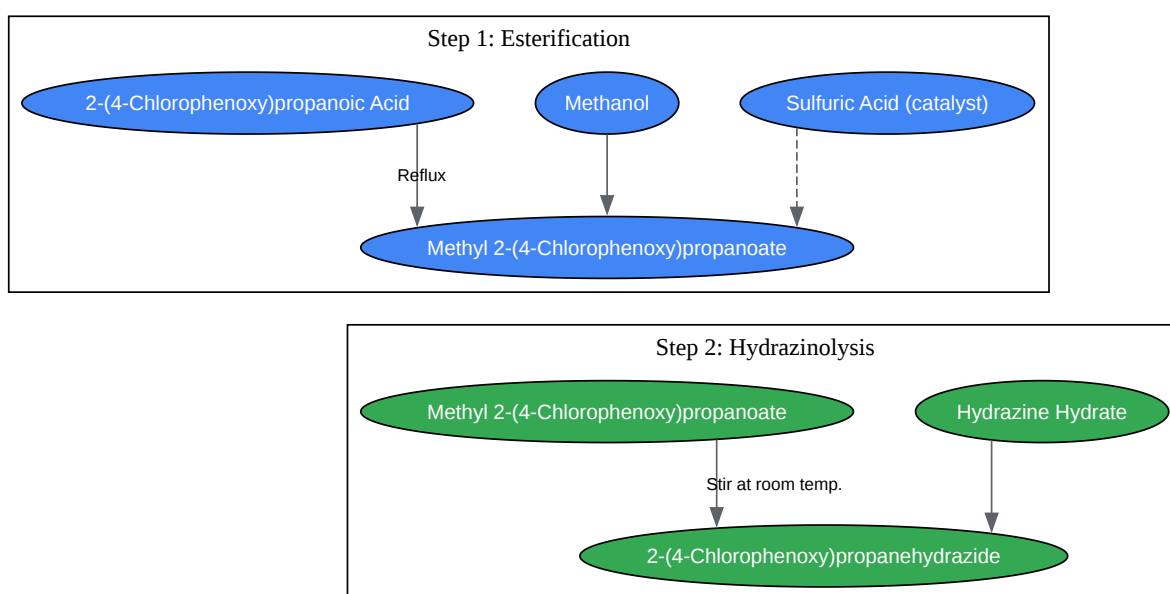 Step 1: Esterification
2-(4-Chlorophenoxy)propanoic Acid
Methanol
Sulfuric Acid (catalyst)
Reflux
Methyl 2-(4-Chlorophenoxy)propanoate
Step 2: Hydrazinolysis
Methyl 2-(4-Chlorophenoxy)propanoate
Hydrazine Hydrate
Stir at room temp.
2-(4-Chlorophenoxy)propanehydrazide